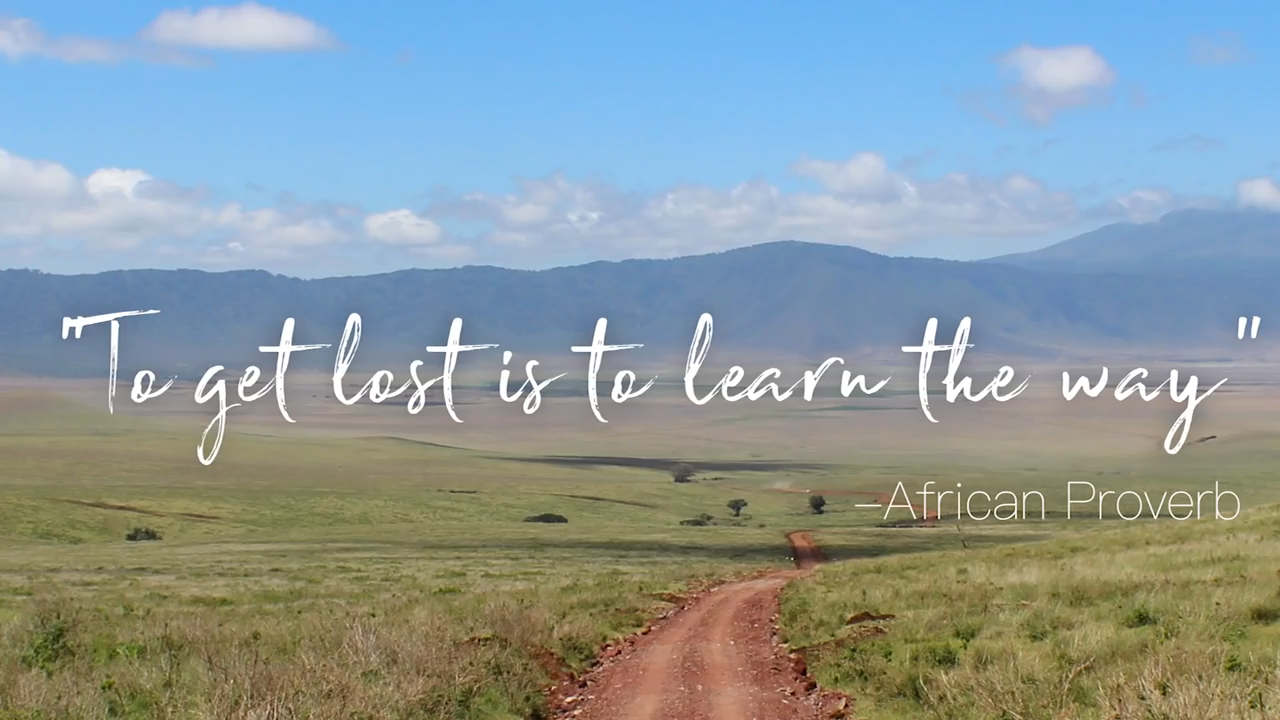 "To get lost is to learn the way"
–African Proverb